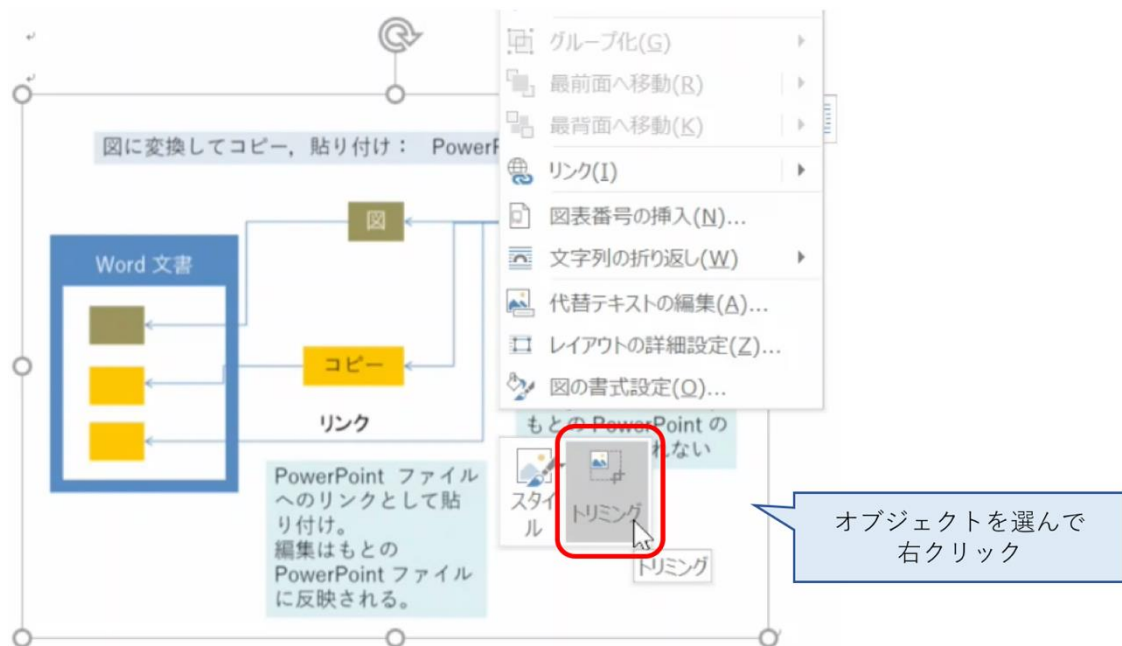 グループ化(G)
最前面へ移動(R)
最背面へ移動(K)
リンク(I)
図表番号の挿入(N)...
文字列の折り返し(W)
代替テキストの編集(A)...
レイアウトの詳細設定(Z)...
図の書式設定(O)...
図に変換してコピー，貼り付け： PowerP
図
Word 文書
コピー
リンク
もとの PowerPoint の
れない
PowerPoint ファイル
へのリンクとして貼
り付け。
編集はもとの
PowerPoint ファイル
に反映される。
スタイ
ル
トリミング
トリミング
オブジェクトを選んで
右クリック